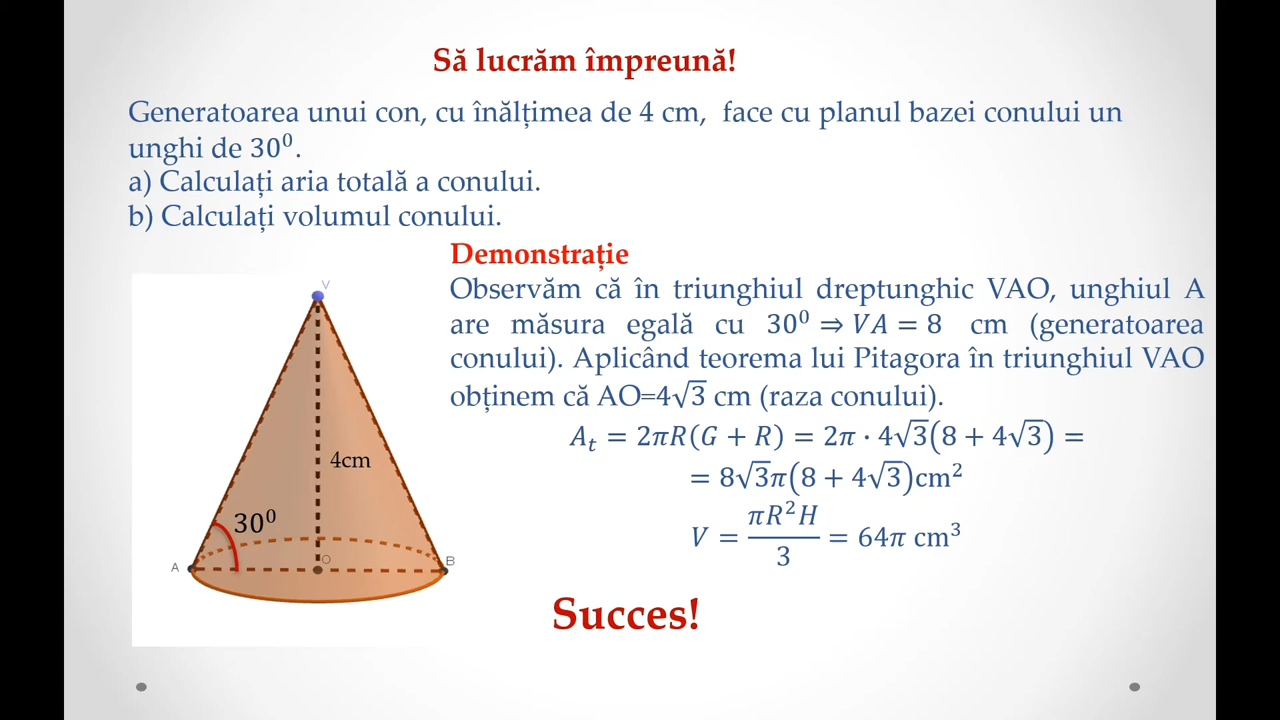 Să lucrăm împreună!
Generatoarea unui con, cu înălțimea de 4 cm, face cu planul bazei conului un
unghi de 30⁰.
a) Calculați aria totală a conului.
b) Calculați volumul conului.
Demonstrație
Observăm că în triunghiul dreptunghic VAO, unghiul A
are măsura egală cu 30⁰ ⇒ VA = 8 cm (generatoarea
conului). Aplicând teorema lui Pitagora în triunghiul VAO
obținem că AO=4√3 cm (raza conului).
Aₜ = 2πR(G + R) = 2π · 4√3(8 + 4√3) =
= 8√3π(8 + 4√3)cm²
V = πR²H/3 = 64π cm³
V
4cm
30⁰
A
O
B
Succes!